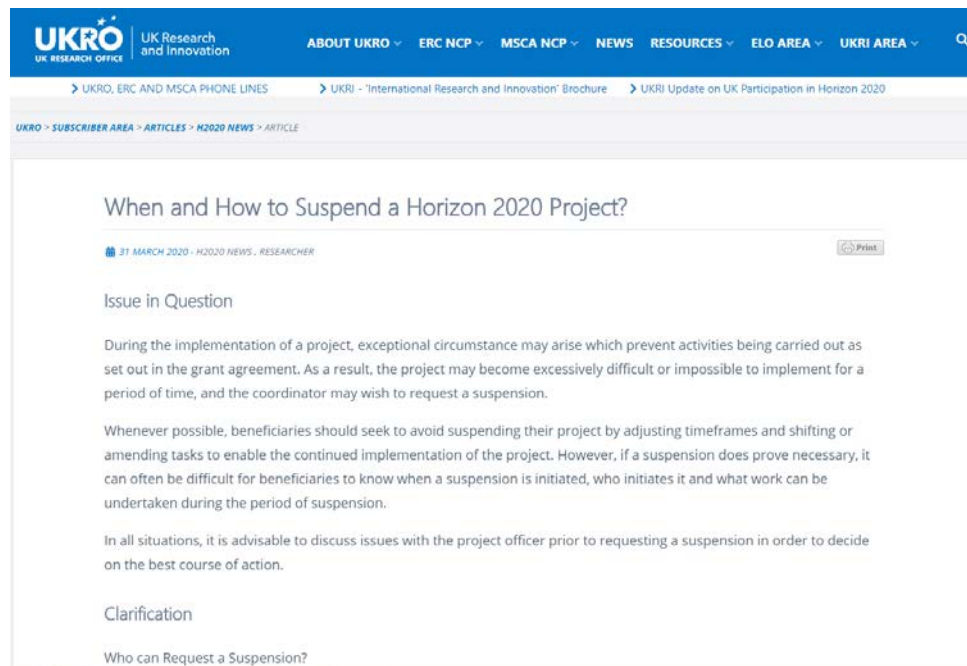 UKRO
UK RESEARCH OFFICE
UK Research
and Innovation
ABOUT UKRO ERC NCP MSCA NCP NEWS RESOURCES ELO AREA UKRI AREA
UKRO, ERC AND MSCA PHONE LINES UKRI - 'International Research and Innovation' Brochure UKRI Update on UK Participation in Horizon 2020
UKRO > SUBSCRIBER AREA > ARTICLES > H2020 NEWS > ARTICLE
When and How to Suspend a Horizon 2020 Project?
31 MARCH 2020 - H2020 NEWS , RESEARCHER
Print
Issue in Question
During the implementation of a project, exceptional circumstance may arise which prevent activities being carried out as
set out in the grant agreement. As a result, the project may become excessively difficult or impossible to implement for a
period of time, and the coordinator may wish to request a suspension.
Whenever possible, beneficiaries should seek to avoid suspending their project by adjusting timeframes and shifting or
amending tasks to enable the continued implementation of the project. However, if a suspension does prove necessary, it
can often be difficult for beneficiaries to know when a suspension is initiated, who initiates it and what work can be
undertaken during the period of suspension.
In all situations, it is advisable to discuss issues with the project officer prior to requesting a suspension in order to decide
on the best course of action.
Clarification
Who can Request a Suspension?